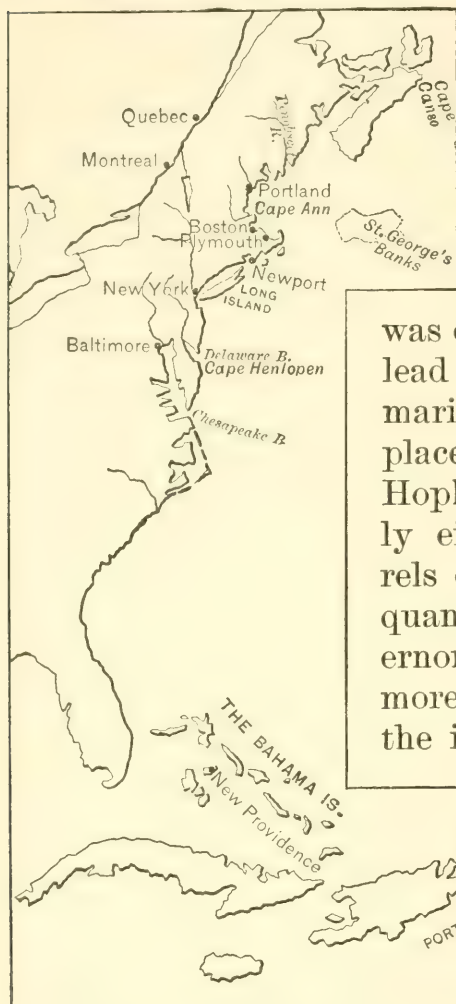 Quebec
Montreal
Penobscot
R.
Cape
Canso
Portland
Cape Ann
Boston
Plymouth
St. George's
Banks
Newport
New York
LONG
ISLAND
Baltimore
Delaware B.
Cape Henlopen
Chesapeake B
was
lead
mari
place
Hopk
ly ei
rels
quan
ernor
more
the i
THE BAHAMA IS.
New Providence
PORT